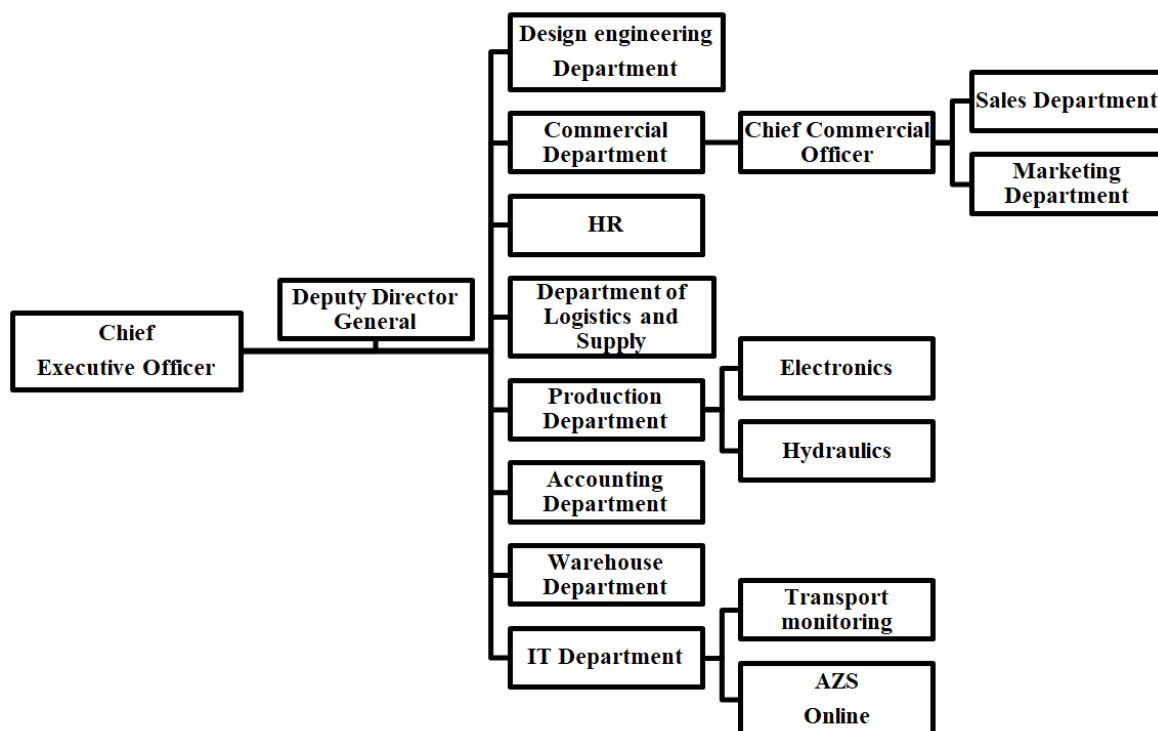 Design engineering
Department
Sales Department
Commercial
Department
Chief Commercial
Officer
Marketing
Department
HR
Deputy Director
General
Department of
Logistics and
Supply
Chief
Executive Officer
Electronics
Production
Department
Hydraulics
Accounting
Department
Warehouse
Department
Transport
monitoring
IT Department
AZS
Online